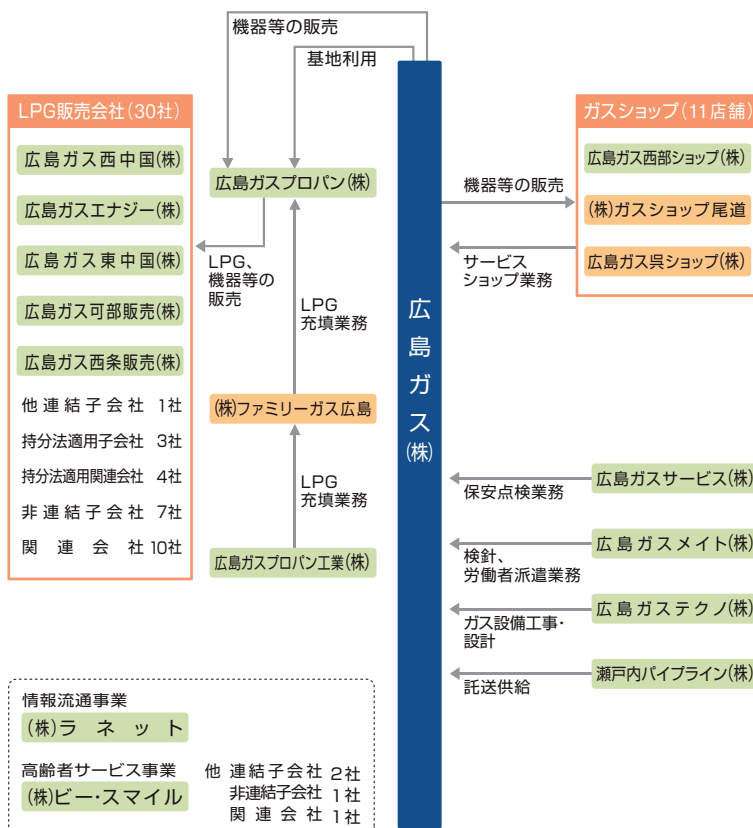 機器等の販売
基地利用
LPG販売会社(30社)
広島ガス西中国(株)
広島ガスエナジー(株)
広島ガス東中国(株)
広島ガス可部販売(株)
広島ガス西条販売(株)
他連結子会社 1社
持分法適用子会社 3社
持分法適用関連会社 4社
非連結子会社 7社
関連会社 10社
広島ガスプロパン(株)
LPG、
機器等の
販売
LPG
充填業務
(株)ファミリーガス広島
LPG
充填業務
広島ガスプロパン工業(株)
広島ガス(株)
ガスショップ(11店舗)
広島ガス西部ショップ(株)
(株)ガスショップ尾道
広島ガス呉ショップ(株)
機器等の販売
サービス
ショップ業務
広島ガスサービス(株)
保安点検業務
広島ガスメイト(株)
検針、
労働者派遣業務
広島ガステクノ(株)
ガス設備工事・
設計
瀬戸内パイプライン(株)
託送供給
情報流通事業
(株)ラネット
高齢者サービス事業
(株)ビー・スマイル
他連結子会社 2社
非連結子会社 1社
関連会社 1社